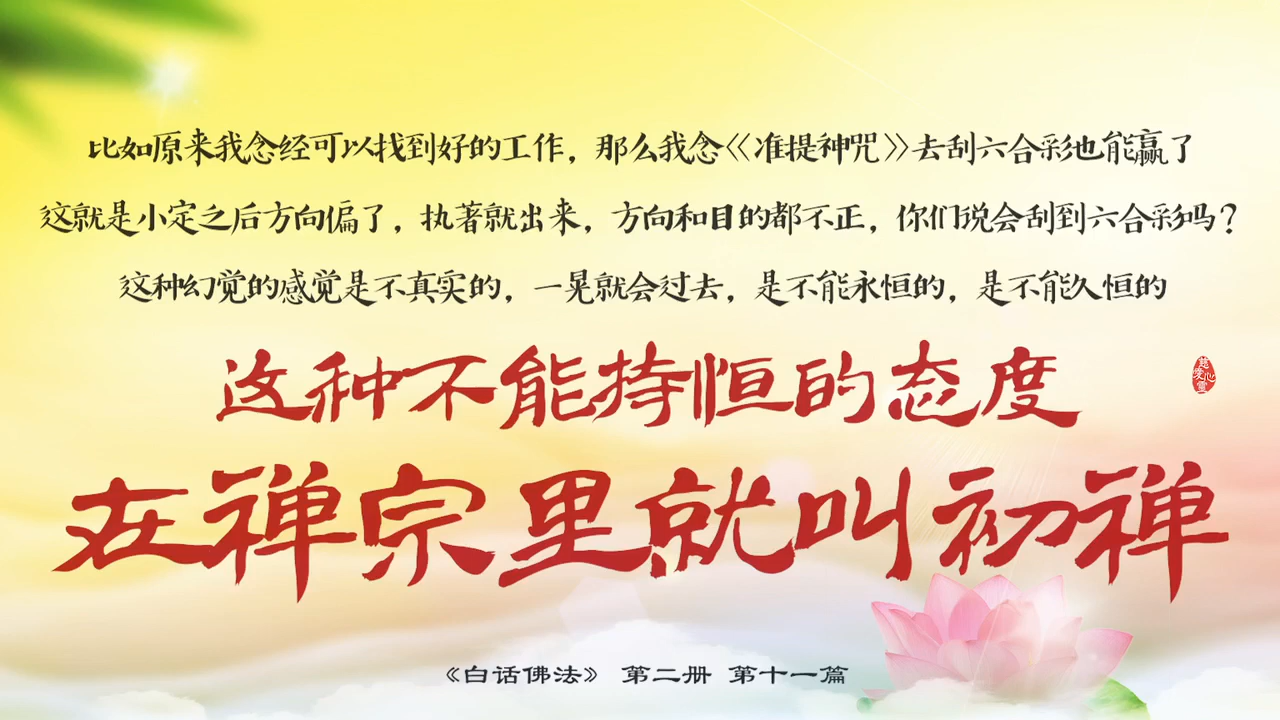 比如原来我念经可以找到好的工作，那么我念《准提神咒》去刮六合彩也能赢了
这就是小定之后方向偏了，执著就出来，方向和目的都不正，你们说会刮到六合彩吗？
这种幻觉的感觉是不真实的，一晃就会过去，是不能永恒的，是不能久恒的
这种不能持恒的态度
在禅宗里就叫初禅
《白话佛法》 第二册 第十一篇